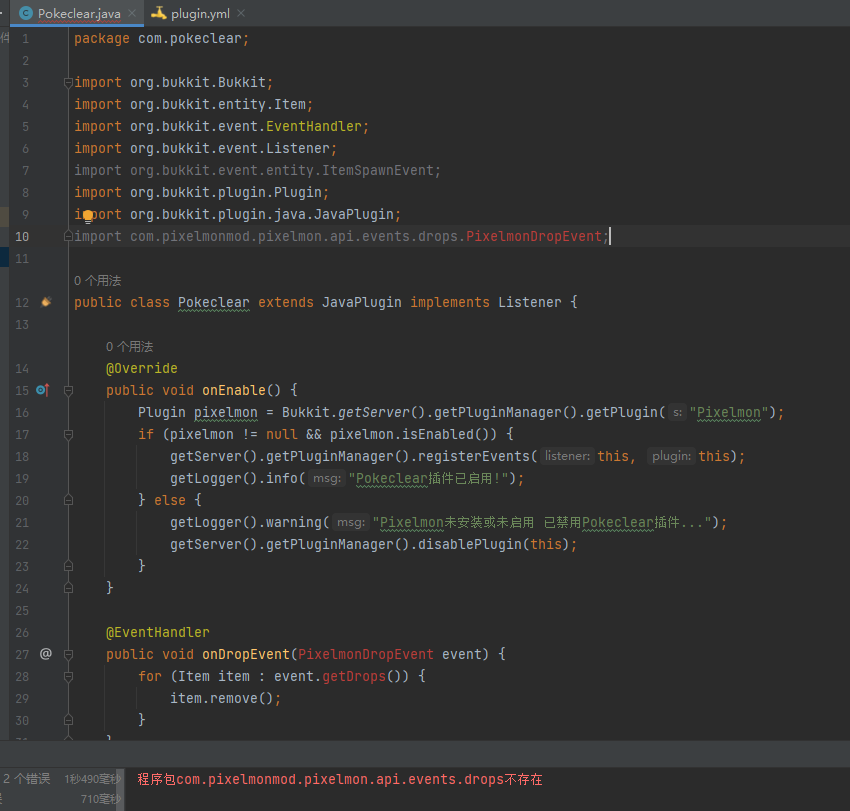 Pokeclear.java
plugin.yml
件
1 package com.pokeclear;
2
3 import org.bukkit.Bukkit;
4 import org.bukkit.entity.Item;
5 import org.bukkit.event.EventHandler;
6 import org.bukkit.event.Listener;
7 import org.bukkit.event.entity.ItemSpawnEvent;
8 import org.bukkit.plugin.Plugin;
9 import org.bukkit.plugin.java.JavaPlugin;
10 import com.pixelmonmod.pixelmon.api.events.drops.PixelmonDropEvent;
11
0 个用法
12 public class Pokeclear extends JavaPlugin implements Listener {
13
0 个用法
14 @Override
15 public void onEnable() {
16 Plugin pixelmon = Bukkit.getServer().getPluginManager().getPlugin( s: "Pixelmon");
17 if (pixelmon != null && pixelmon.isEnabled()) {
18 getServer().getPluginManager().registerEvents( listener: this, plugin: this);
19 getLogger().info( msg: "Pokeclear插件已启用!");
20 } else {
21 getLogger().warning( msg: "Pixelmon未安装或未启用 已禁用Pokeclear插件...");
22 getServer().getPluginManager().disablePlugin(this);
23 }
24 }
25
26 @EventHandler
27 public void onDropEvent(PixelmonDropEvent event) {
28 for (Item item : event.getDrops()) {
29 item.remove();
30 }
2 个错误 1秒490毫秒
710毫秒
程序包com.pixelmonmod.pixelmon.api.events.drops不存在